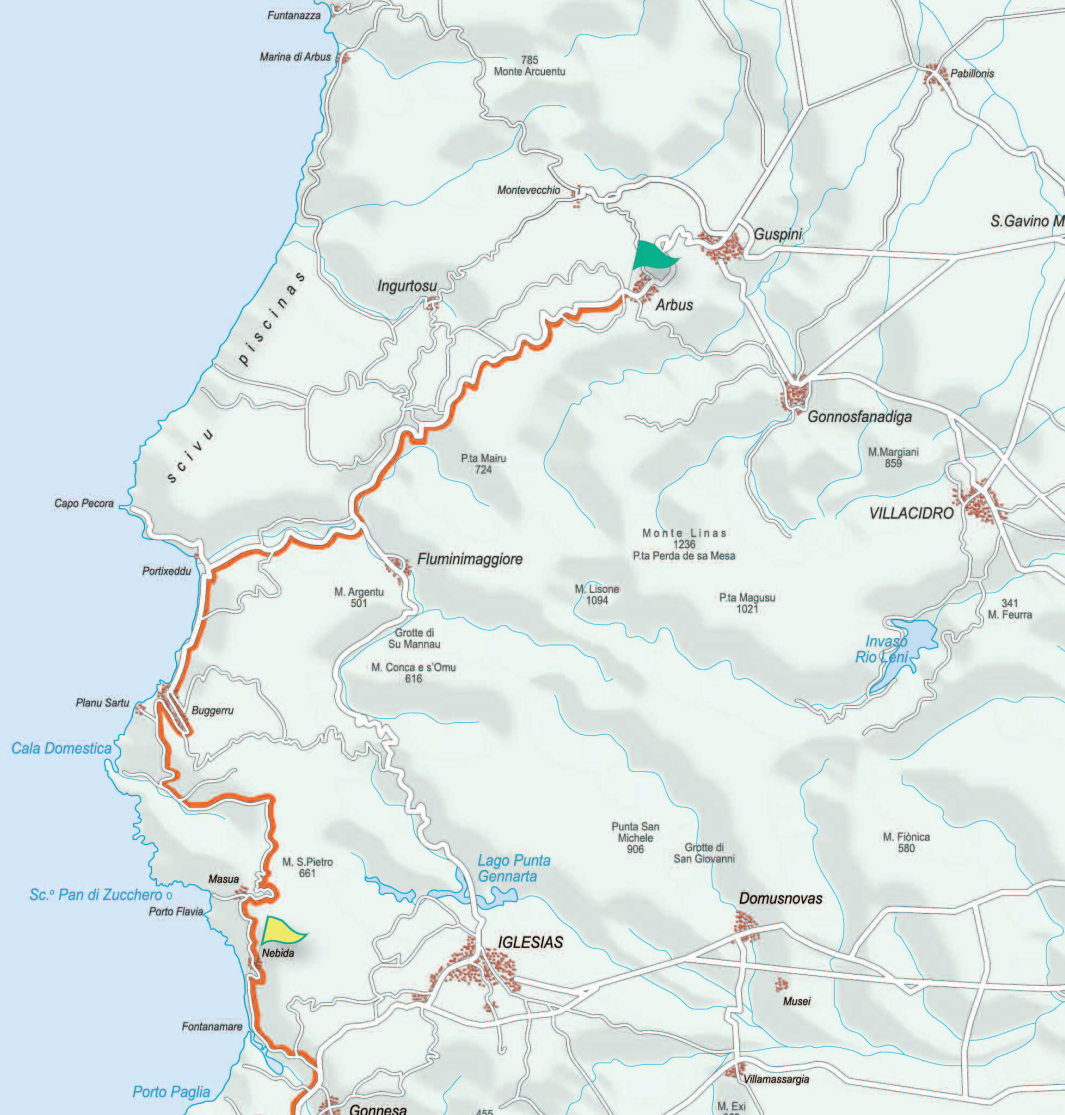 Funtanazza
Marina di Arbus
785
Monte Arcuentu
Pabillonis
Montevecchio
S.Gavino M
Guspini
Ingurtosu
Arbus
piscinas
scivu
Gonnosfanadiga
P.ta Mairu
724
M.Margiani
859
Capo Pecora
VILLACIDRO
Monte Linas
1236
P.ta Perda de sa Mesa
Fluminimaggiore
Portixeddu
M. Argentu
501
M. Lisone
1094
P.ta Magusu
1021
341
M. Feurra
Grotte di
Su Mannau
Invaso
Rio Leni
M. Conca e s'Omu
616
Planu Sartu
Buggerru
Cala Domestica
Punta San
Michele
906
Grotte di
San Giovanni
M. Fiònica
580
M. S.Pietro
661
Lago Punta
Gennarta
Masua
Sc.º Pan di Zucchero
Porto Flavia
Domusnovas
IGLESIAS
Nebida
Musei
Fontanamare
Villamassargia
Porto Paglia
Gonnesa
455
M. Exi